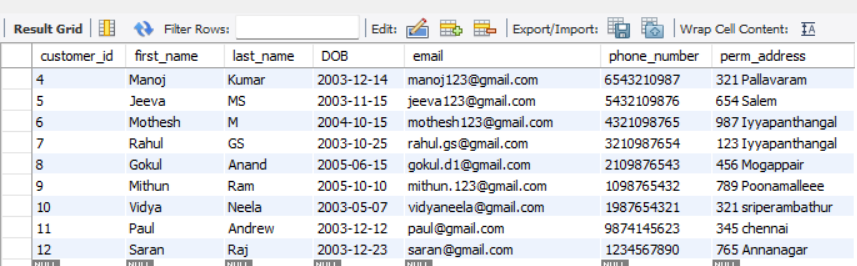 Result Grid Filter Rows: Edit: Export/Import: Wrap Cell Content: IA
customer_id first_name last_name DOB email phone_number perm_address
4 Manoj Kumar 2003-12-14 manoj123@gmail.com 6543210987 321 Pallavaram
5 Jeeva MS 2003-11-15 jeeva123@gmail.com 5432109876 654 Salem
6 Mothesh M 2004-10-15 mothesh123@gmail.com 4321098765 987 Iyyapanthangal
7 Rahul GS 2003-10-25 rahul.gs@gmail.com 3210987654 123 Iyyapanthangal
8 Gokul Anand 2005-06-15 gokul.d1@gmail.com 2109876543 456 Mogappair
9 Mithun Ram 2005-10-10 mithun.123@gmail.com 1098765432 789 Poonamalleee
10 Vidya Neela 2003-05-07 vidyaneela@gmail.com 1987654321 321 sriperambathur
11 Paul Andrew 2003-12-12 paul@gmail.com 9874145623 345 chennai
12 Saran Raj 2003-12-23 saran@gmail.com 1234567890 765 Annanagar
NULL NULL NULL NULL NULL NULL NULL